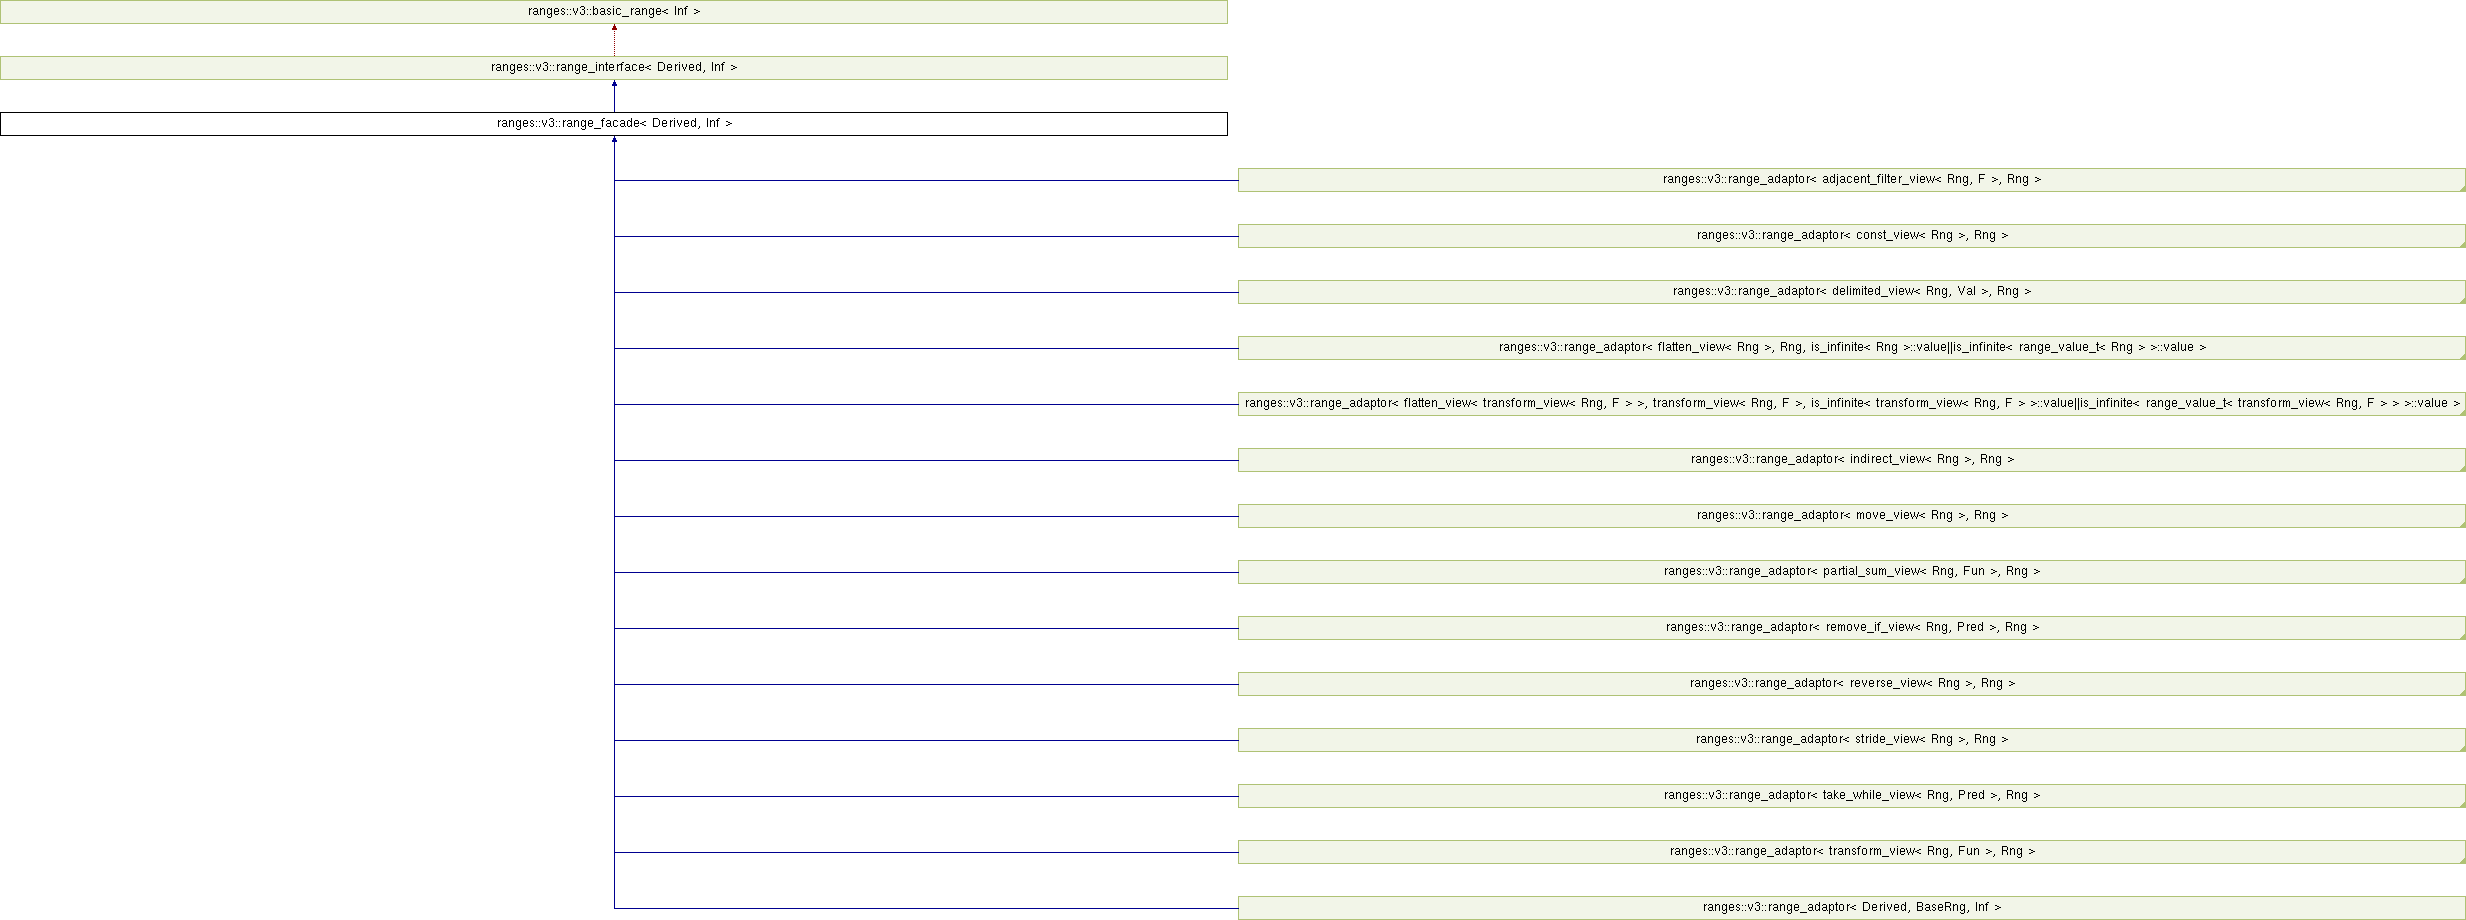 ranges::v3::basic_range< Inf >
ranges::v3::range_interface< Derived, Inf >
ranges::v3::range_facade< Derived, Inf >
ranges::v3::range_adaptor< adjacent_filter_view< Rng, F >, Rng >
ranges::v3::range_adaptor< const_view< Rng >, Rng >
ranges::v3::range_adaptor< delimited_view< Rng, Val >, Rng >
ranges::v3::range_adaptor< flatten_view< Rng >, Rng, is_infinite< Rng >::value||is_infinite< range_value_t< Rng > >::value >
ranges::v3::range_adaptor< flatten_view< transform_view< Rng, F > >, transform_view< Rng, F >, is_infinite< transform_view< Rng, F > >::value||is_infinite< range_value_t< transform_view< Rng, F > > >::value >
ranges::v3::range_adaptor< indirect_view< Rng >, Rng >
ranges::v3::range_adaptor< move_view< Rng >, Rng >
ranges::v3::range_adaptor< partial_sum_view< Rng, Fun >, Rng >
ranges::v3::range_adaptor< remove_if_view< Rng, Pred >, Rng >
ranges::v3::range_adaptor< reverse_view< Rng >, Rng >
ranges::v3::range_adaptor< stride_view< Rng >, Rng >
ranges::v3::range_adaptor< take_while_view< Rng, Pred >, Rng >
ranges::v3::range_adaptor< transform_view< Rng, Fun >, Rng >
ranges::v3::range_adaptor< Derived, BaseRng, Inf >